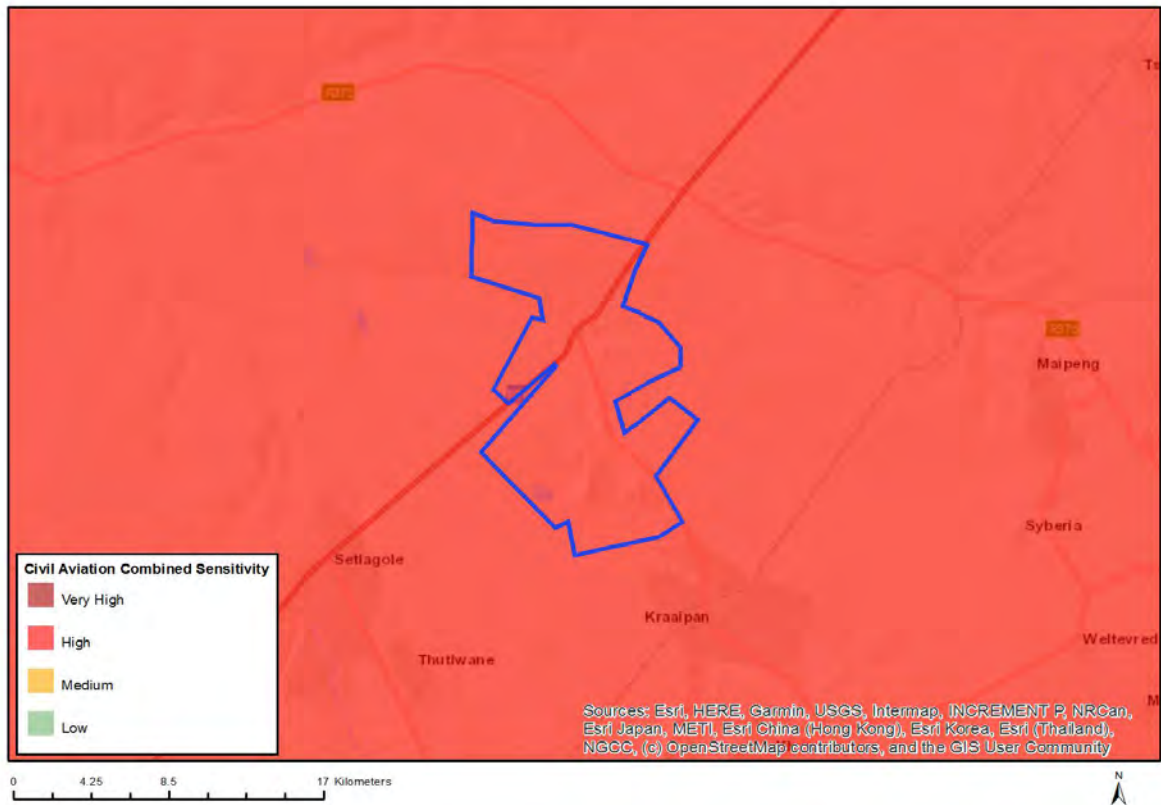 R375
Maipeng
Syberia
Setlagole
Kraaipan
Weltevred
Thutlwane
Civil Aviation Combined Sensitivity
Very High
High
Medium
Low
Sources: Esri, HERE, Garmin, USGS, Intermap, INCREMENT P, NRCan,
Esri Japan, METI, Esri China (Hong Kong), Esri Korea, Esri (Thailand),
NGCC, (c) OpenStreetMap contributors, and the GIS User Community
0 4.25 8.5 17 Kilometers
N